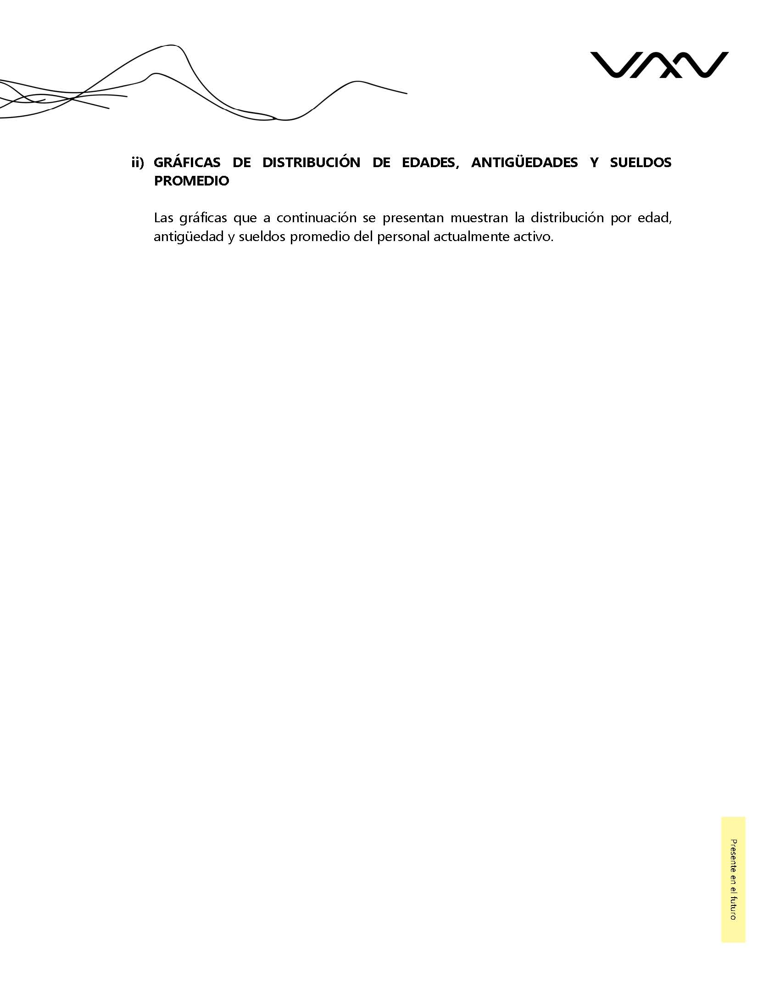 ii) GRÁFICAS DE DISTRIBUCIÓN DE EDADES, ANTIGÜEDADES Y SUELDOS
PROMEDIO
Las gráficas que a continuación se presentan muestran la distribución por edad,
antigüedad y sueldos promedio del personal actualmente activo.
Presente en el futuro